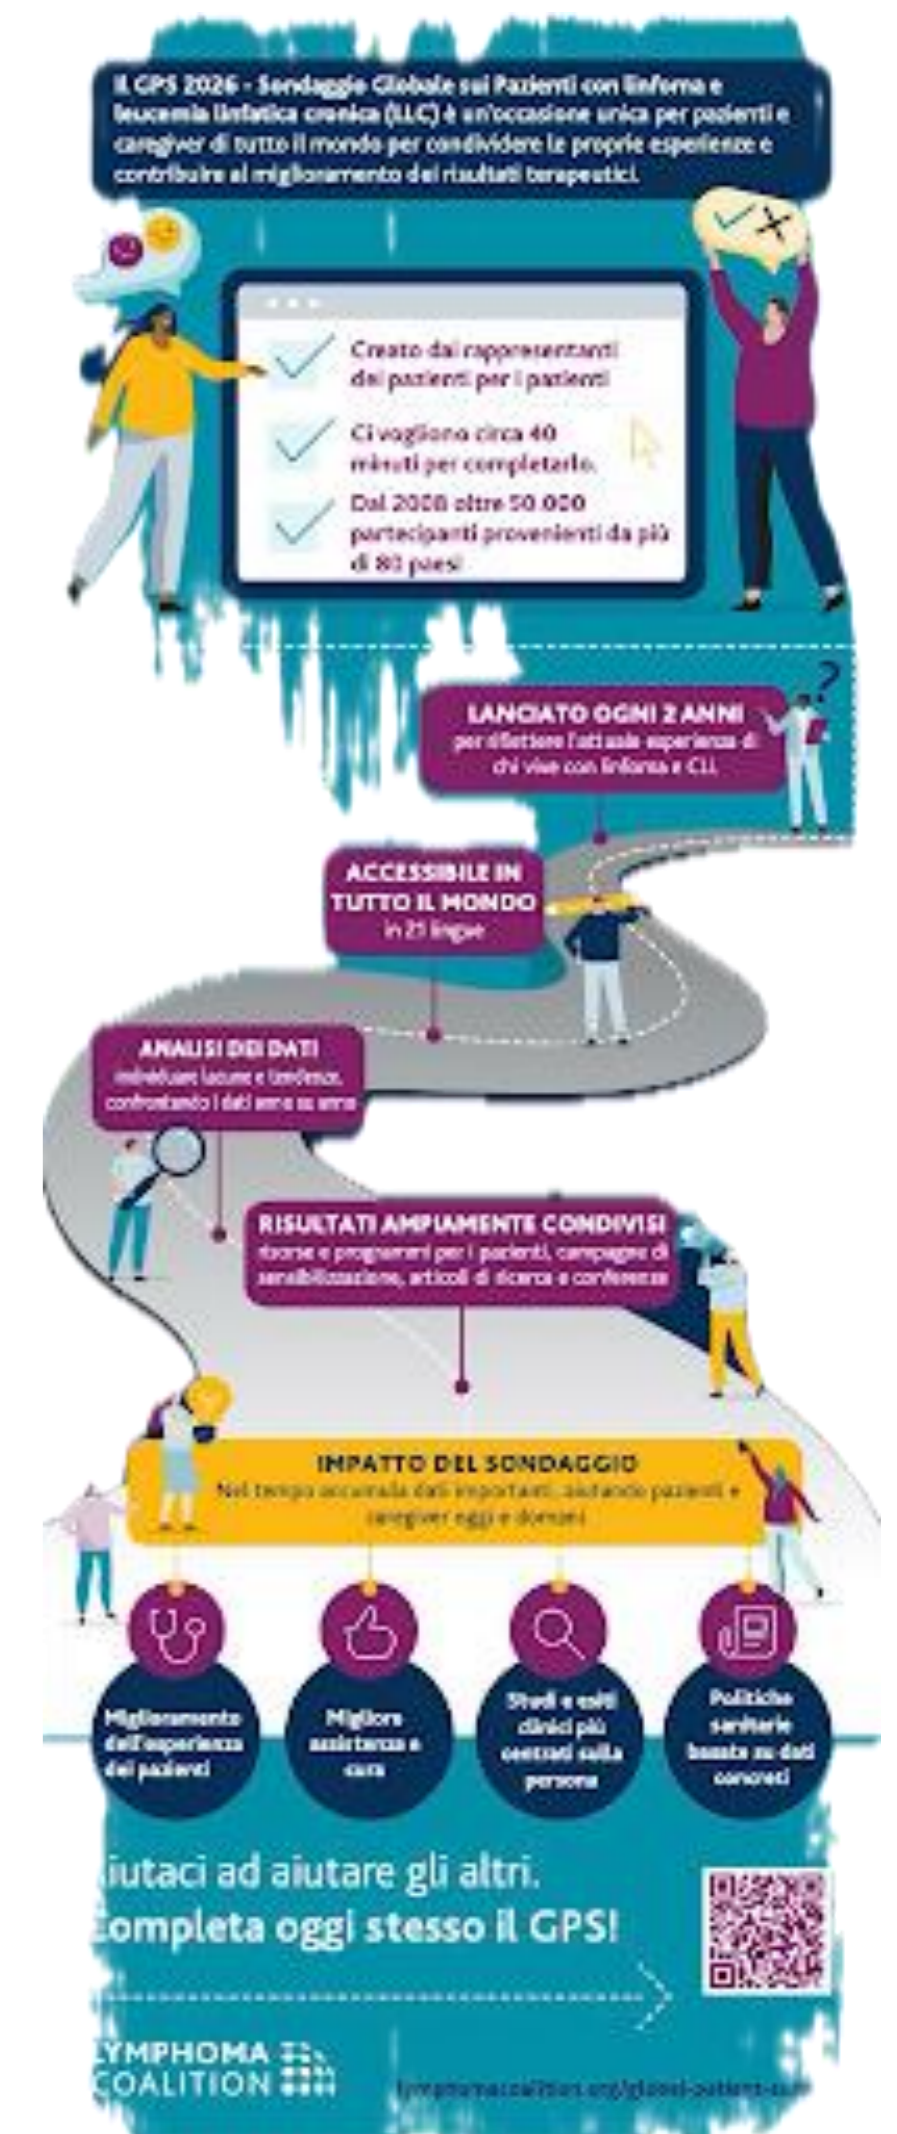 Il GPS 2026 - Sondaggio Globale sui Pazienti con linfoma e
leucemia linfatica cronica (LLC) è un'occasione unica per pazienti e
caregiver di tutto il mondo per condividere le proprie esperienze e
contribuire al miglioramento dei risultati terapeutici.
Creato dai rappresentanti
dei pazienti per i pazienti
Ci vogliono circa 40
minuti per completarlo.
Dal 2008 oltre 50.000
partecipanti provenienti da più
di 80 paesi
?
LANCIATO OGNI 2 ANNI
per riflettere l'attuale esperienza di
chi vive con linfoma e CLL
ACCESSIBILE IN
TUTTO IL MONDO
in 21 lingue
ANALISI DEI DATI
individuare lacune e tendenze,
confrontando i dati anno su anno
RISULTATI AMPIAMENTE CONDIVISI
risorse e programmi per i pazienti, campagne di
sensibilizzazione, articoli di ricerca e conferenze
IMPATTO DEL SONDAGGIO
Nel tempo accumula dati importanti, aiutando pazienti e
caregiver oggi e domani
Miglioramento
dell'esperienza
dei pazienti
Migliore
assistenza e
cura
Studi e esiti
clinici più
centrati sulla
persona
Politiche
sanitarie
basate su dati
concreti
iutaci ad aiutare gli altri.
ompleta oggi stesso il GPS!
LYMPHOMA
COALITION
lymphomacoalition.org/global-patient-